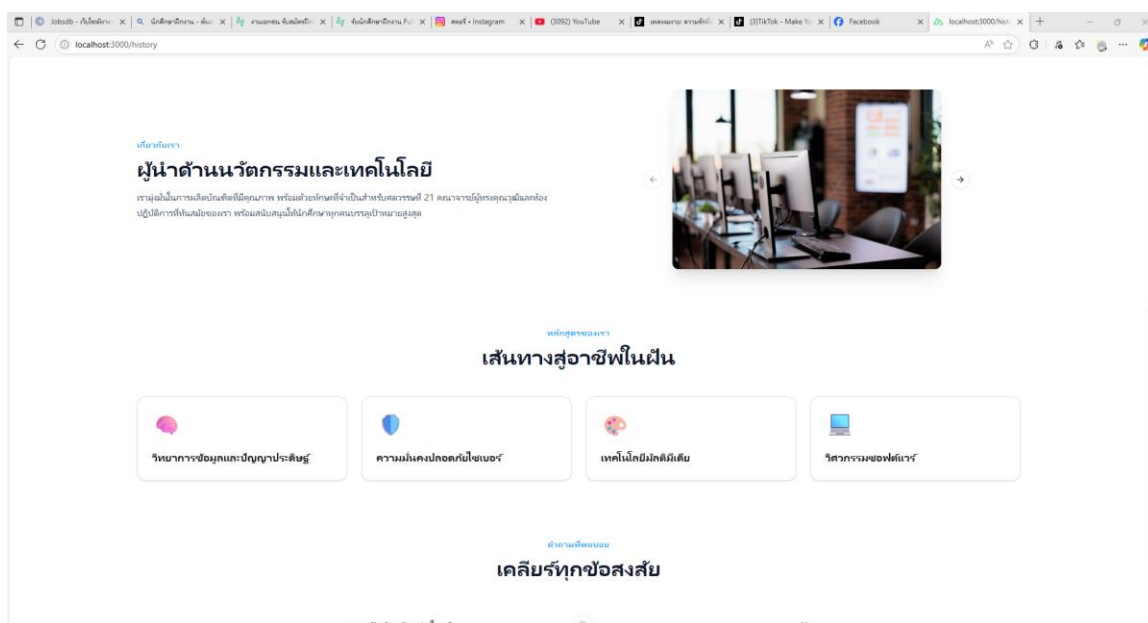 Jobsdb -
Instagram
(3092) YouTube
(3)TikTok - Make
Facebook
localhost:3000/hist
localhost:3000/history
เกี่ยวกับเรา
ผู้นำด้านนวัตกรรมและเทคโนโลยี
เรามุ่งมั่นในการผลิตบัณฑิตที่มีคุณภาพ พร้อมด้วยทักษะที่จำเป็นสำหรับศตวรรษที่ 21 คณาจารย์ผู้ทรงคุณวุฒิและห้อง
ปฏิบัติการที่ทันสมัยของเรา พร้อมสนับสนุนให้นักศึกษาทุกคนบรรลุเป้าหมายสูงสุด
หลักสูตรของเรา
เส้นทางสู่อาชีพในฝัน
วิทยาการข้อมูลและปัญญาประดิษฐ์
ความมั่นคงปลอดภัยไซเบอร์
เทคโนโลยีมัลติมีเดีย
วิศวกรรมซอฟต์แวร์
คำถามที่พบบ่อย
เคลียร์ทุกข้อสงสัย